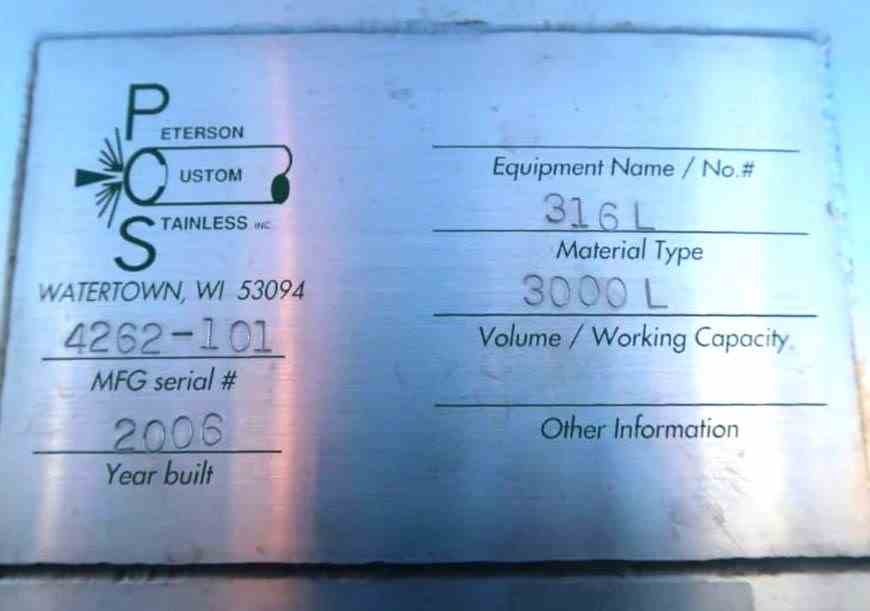 PETERSON
CUSTOM
STAINLESS INC.
WATERTOWN, WI 53094
4262-101
MFG serial #
2006
Year built
Equipment Name / No.#
316L
Material Type
3000 L
Volume / Working Capacity
Other Information